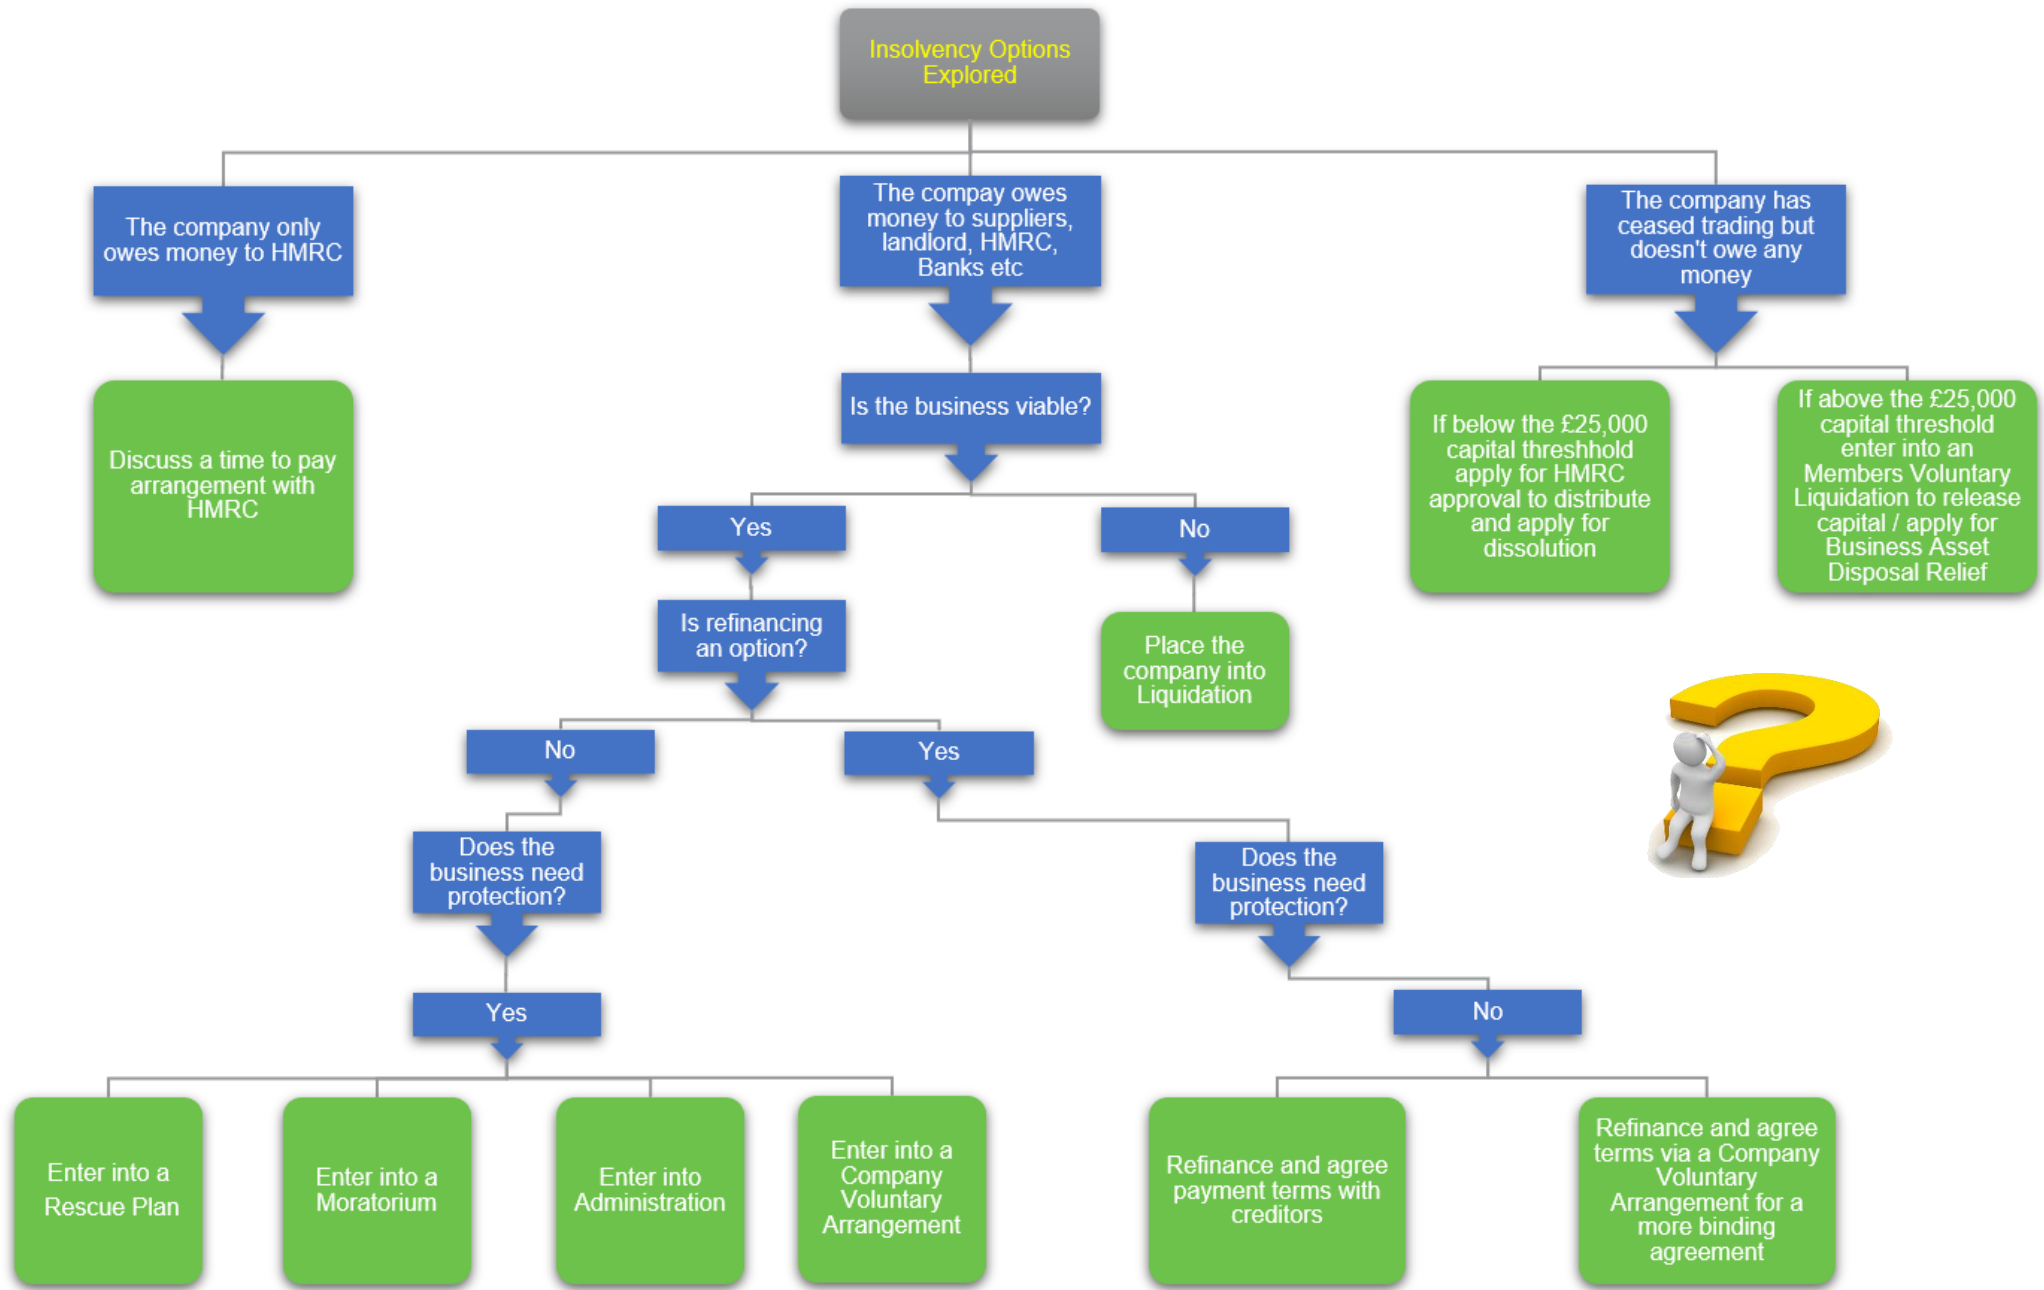 Insolvency Options
Explored
The company only
owes money to HMRC
The compay owes
money to suppliers,
landlord, HMRC,
Banks etc
The company has
ceased trading but
doesn't owe any
money
Discuss a time to pay
arrangement with
HMRC
Is the business viable?
If below the £25,000
capital threshhold
apply for HMRC
approval to distribute
and apply for
dissolution
If above the £25,000
capital threshold
enter into an
Members Voluntary
Liquidation to release
capital / apply for
Business Asset
Disposal Relief
Yes
No
Is refinancing
an option?
Place the
company into
Liquidation
No
Yes
Does the
business need
protection?
Does the
business need
protection?
Yes
No
Enter into a
Rescue Plan
Enter into a
Moratorium
Enter into
Administration
Enter into a
Company
Voluntary
Arrangement
Refinance and agree
payment terms with
creditors
Refinance and agree
terms via a Company
Voluntary
Arrangement for a
more binding
agreement